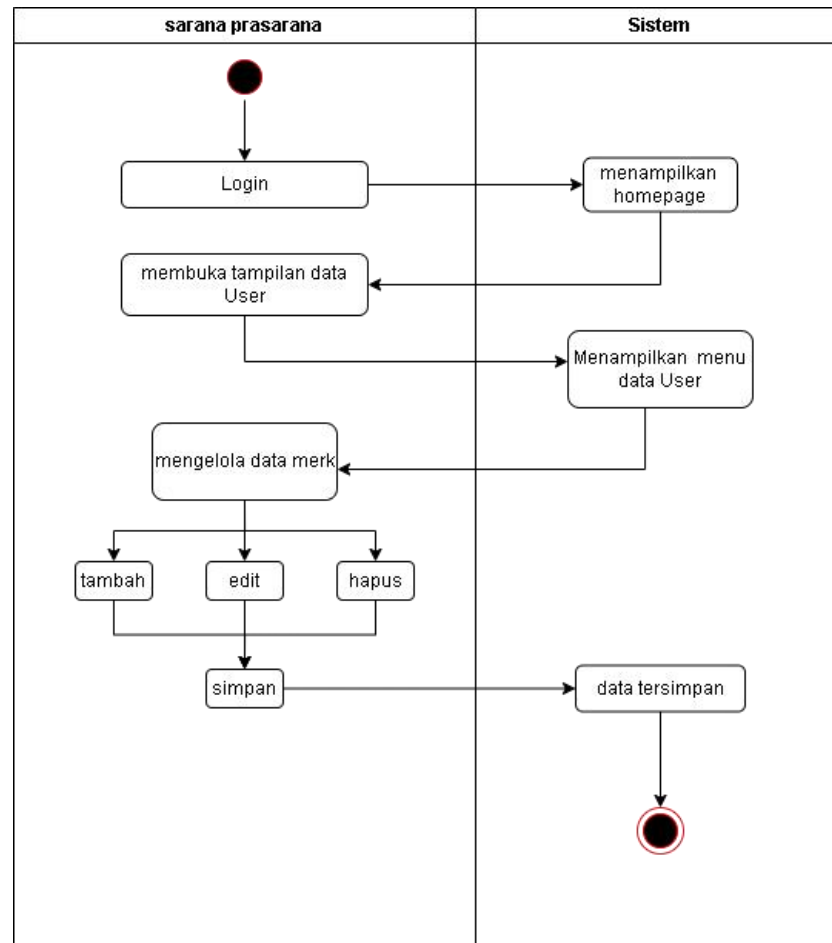 sarana prasarana
Sistem
Login
menampilkan
homepage
membuka tampilan data
User
Menampilkan menu
data User
mengelola data merk
tambah
edit
hapus
simpan
data tersimpan